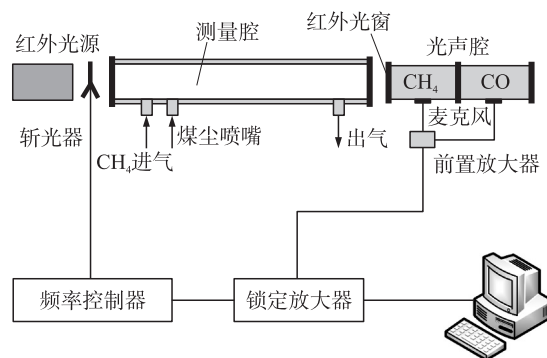 红外光源
测量腔
红外光窗
光声腔
CH₄
CO
斩光器
煤尘喷嘴
CH₄进气
出气
麦克风
前置放大器
频率控制器
锁定放大器